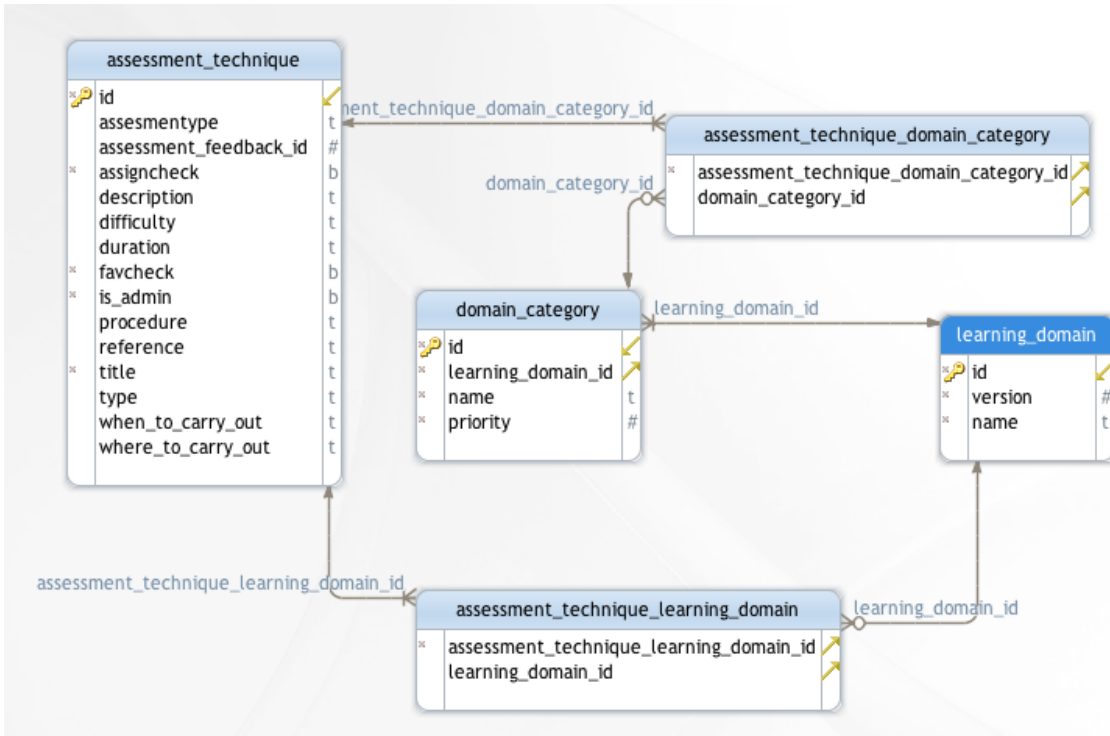 assessment_technique
id
assesmentype t
assessment_feedback_id #
assigncheck b
description t
difficulty t
duration t
favcheck b
is_admin b
procedure t
reference t
title t
type t
when_to_carry_out t
where_to_carry_out t
ment_technique_domain_category_id
assessment_technique_domain_category
assessment_technique_domain_category_id
domain_category_id
domain_category_id
domain_category
id
learning_domain_id
name t
priority #
learning_domain_id
learning_domain
id
version #
name t
assessment_technique_learning_domain_id
assessment_technique_learning_domain
assessment_technique_learning_domain_id
learning_domain_id
learning_domain_id